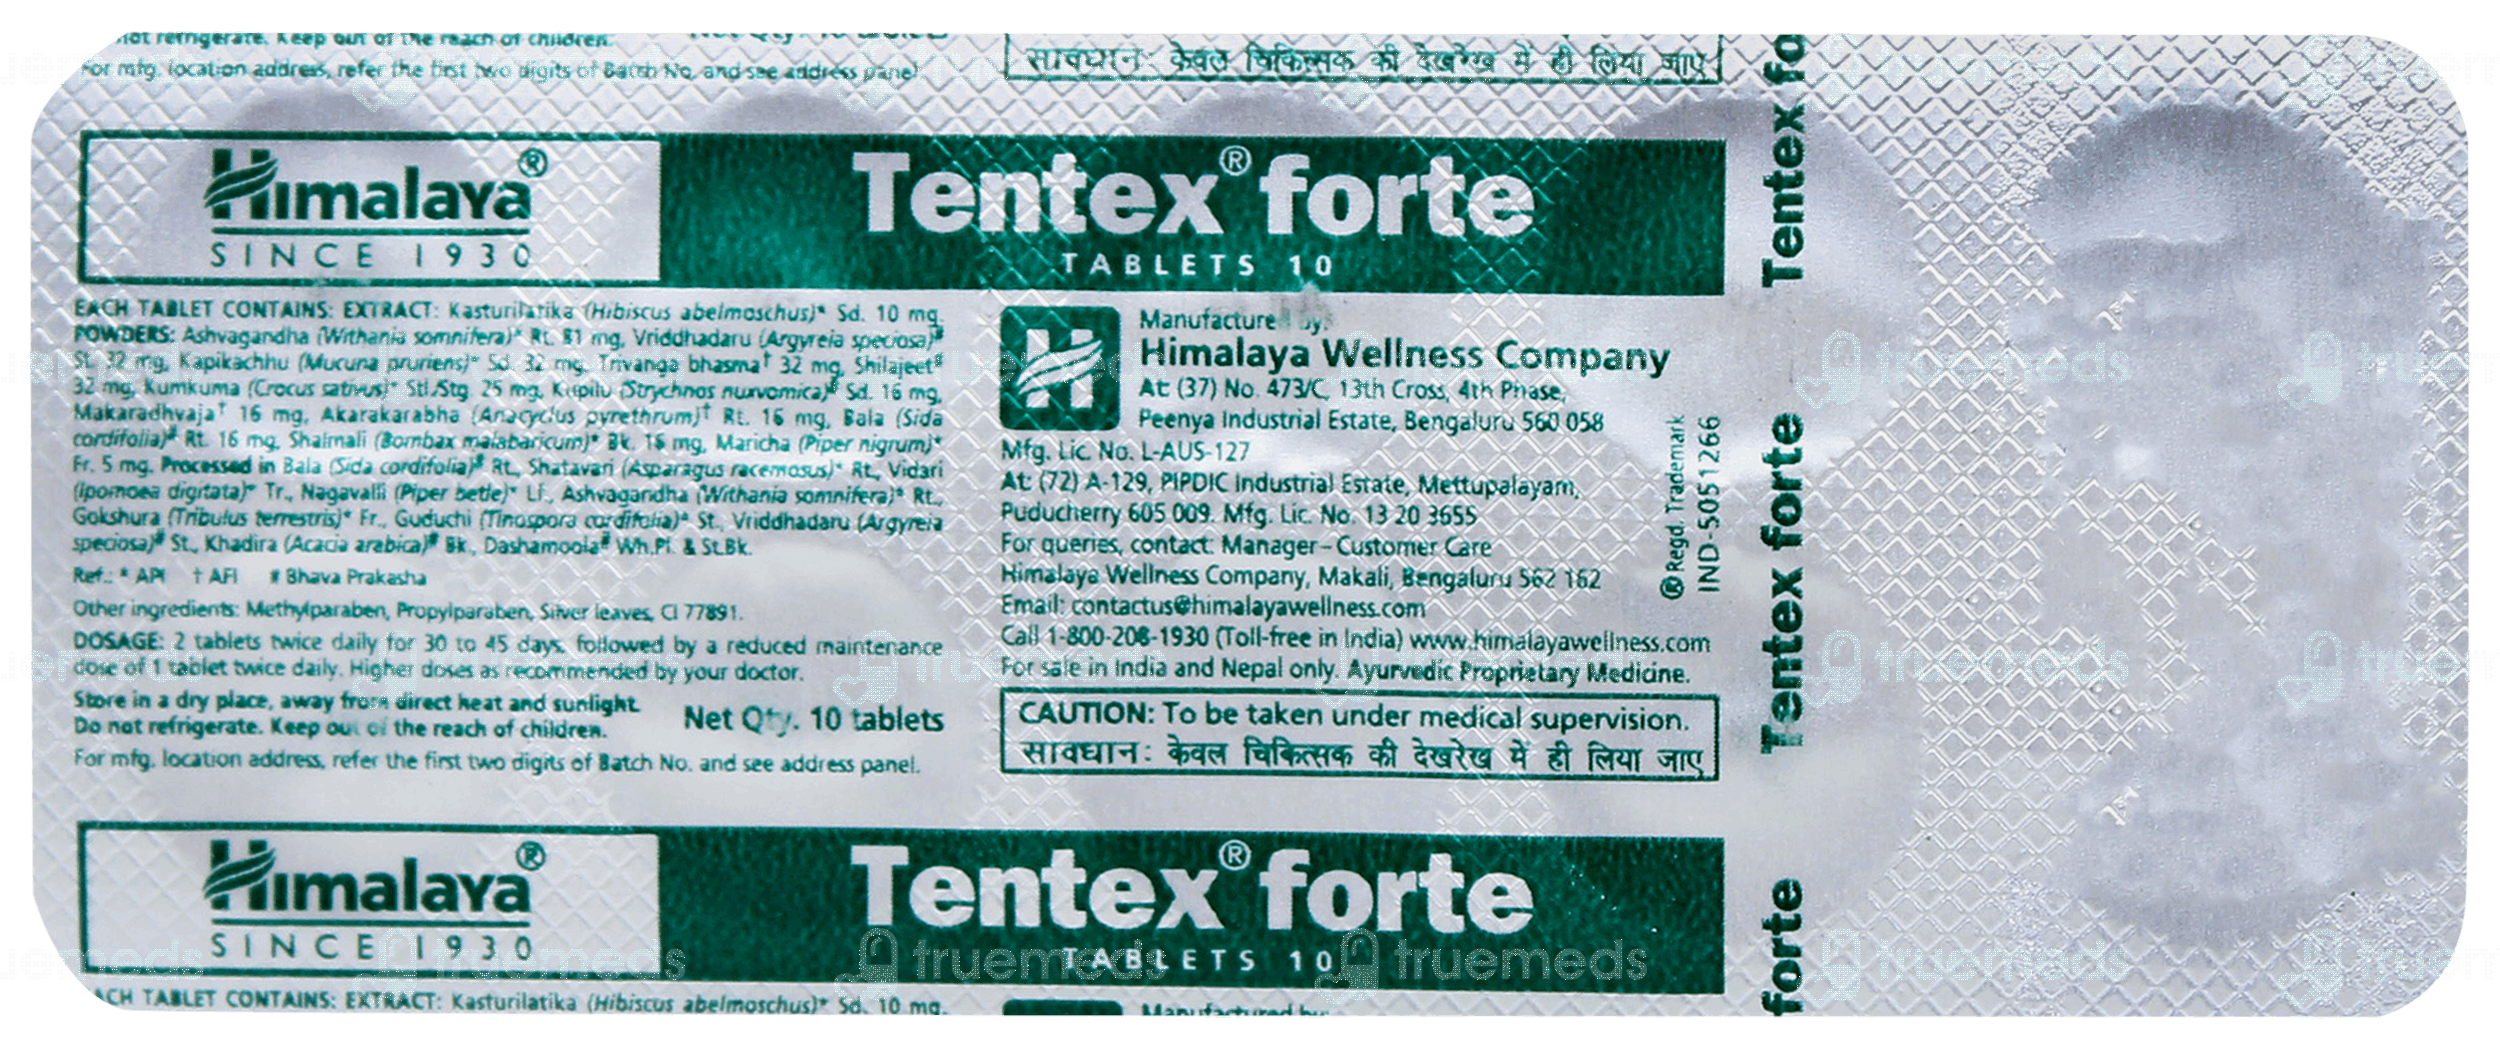 not refrigerate. Keep out of the reach of children.
For mfg. location address, refer the first two digits of Batch No. and see address panel.
सावधान: केवल चिकित्सक की देखरेख में ही लिया जाए
Himalaya®
SINCE 1930
Tentex® forte
TABLETS 10
EACH TABLET CONTAINS: EXTRACT: Kasturilatika (Hibiscus abelmoschus)* Sd. 10 mg.
POWDERS: Ashvagandha (Withania somnifera)* Rt. 81 mg, Vriddhadaru (Argyreia speciosa)#
St. 32 mg, Kapikachhu (Mucuna pruriens)* Sd. 32 mg, Trivanga bhasma† 32 mg, Shilajeet#
32 mg, Kumkuma (Crocus sativus)* Stl./Stg. 25 mg, Kupilu (Strychnos nuxvomica)# Sd. 16 mg,
Makaradhvaja† 16 mg, Akarakarabha (Anacyclus pyrethrum)† Rt. 16 mg, Bala (Sida
cordifolia)# Rt. 16 mg, Shalmali (Bombax malabaricum)* Bk. 16 mg, Maricha (Piper nigrum)*
Fr. 5 mg. Processed in Bala (Sida cordifolia)# Rt., Shatavari (Asparagus racemosus)* Rt., Vidari
(Ipomoea digitata)* Tr., Nagavalli (Piper betle)* Lf., Ashvagandha (Withania somnifera)* Rt.,
Gokshura (Tribulus terrestris)* Fr., Guduchi (Tinospora cordifolia)* St., Vriddhadaru (Argyreia
speciosa)# St., Khadira (Acacia arabica)# Bk., Dashamoola# Wh.Pl. & St.Bk.
Ref.: * API † AFI # Bhava Prakasha
Other ingredients: Methylparaben, Propylparaben, Silver leaves, CI 77891.
DOSAGE: 2 tablets twice daily for 30 to 45 days, followed by a reduced maintenance
dose of 1 tablet twice daily. Higher doses as recommended by your doctor.
Store in a dry place, away from direct heat and sunlight.
Do not refrigerate. Keep out of the reach of children.
Net Qty. 10 tablets
For mfg. location address, refer the first two digits of Batch No. and see address panel.
Manufactured by:
Himalaya Wellness Company
At: (37) No. 473/C, 13th Cross, 4th Phase,
Peenya Industrial Estate, Bengaluru 560 058
Mfg. Lic. No. L-AUS-127
At: (72) A-129, PIPDIC Industrial Estate, Mettupalayam,
Puducherry 605 009. Mfg. Lic. No. 13 20 3655
For queries, contact: Manager – Customer Care
Himalaya Wellness Company, Makali, Bengaluru 562 162
Email: contactus@himalayawellness.com
Call 1-800-208-1930 (Toll-free in India) www.himalayawellness.com
For sale in India and Nepal only. Ayurvedic Proprietary Medicine.
CAUTION: To be taken under medical supervision.
सावधान: केवल चिकित्सक की देखरेख में ही लिया जाए
® Regd. Trademark
IND-5051266
Tentex fo
Tentex forte
forte
Himalaya®
SINCE 1930
Tentex® forte
TABLETS 10
ACH TABLET CONTAINS: EXTRACT: Kasturilatika (Hibiscus abelmoschus)* Sd. 10 mg.
Manufactured by:
truemeds